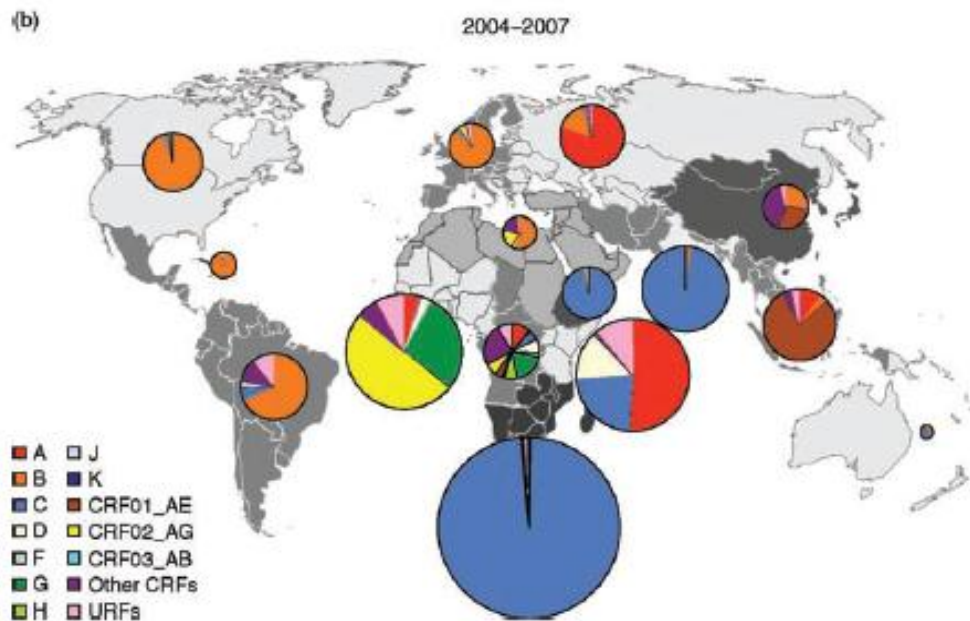 (b)
2004–2007
A
B
C
D
F
G
H
J
K
CRF01_AE
CRF02_AG
CRF03_AB
Other CRFs
URFs